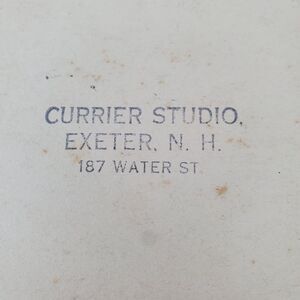 CURRIER STUDIO,
EXETER, N. H.
187 WATER ST.